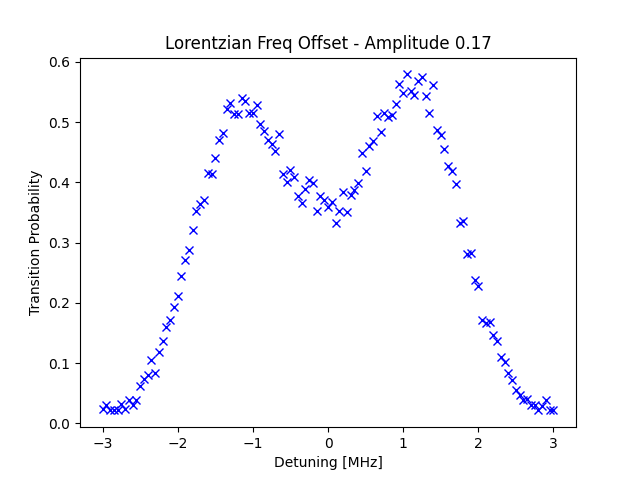 Lorentzian Freq Offset - Amplitude 0.17
Transition Probability
0.6
0.5
0.4
0.3
0.2
0.1
0.0
−3 −2 −1 0 1 2 3
Detuning [MHz]